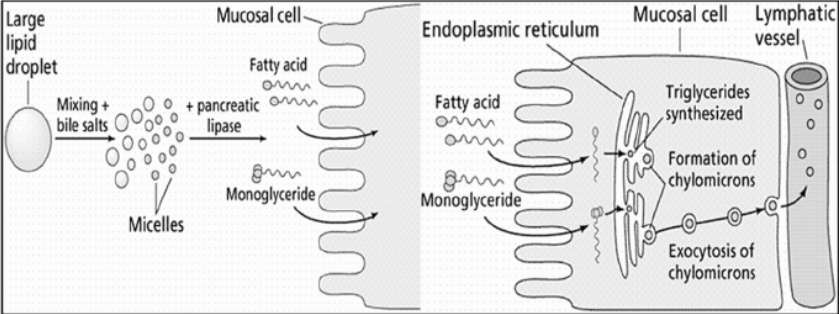 Large
lipid
droplet
Mixing +
bile salts
Micelles
+ pancreatic
lipase
Mucosal cell
Fatty acid
Monoglyceride
Endoplasmic reticulum
Mucosal cell
Lymphatic
vessel
Fatty acid
Monoglyceride
Triglycerides
synthesized
Formation of
chylomicrons
Exocytosis of
chylomicrons